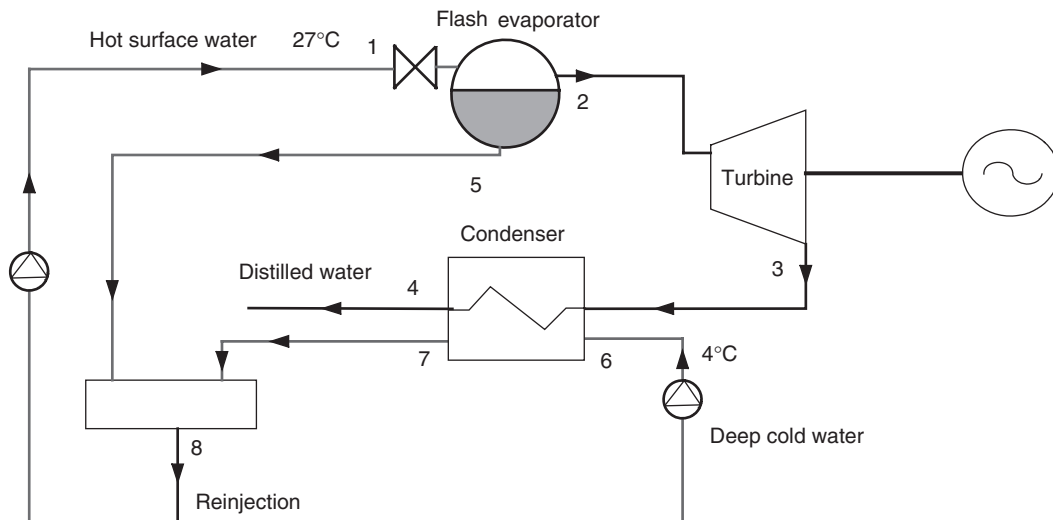 Flash evaporator
Hot surface water 27°C 1
2
5
Turbine
Condenser
3
Distilled water 4
7 6 4°C
Deep cold water
8
Reinjection